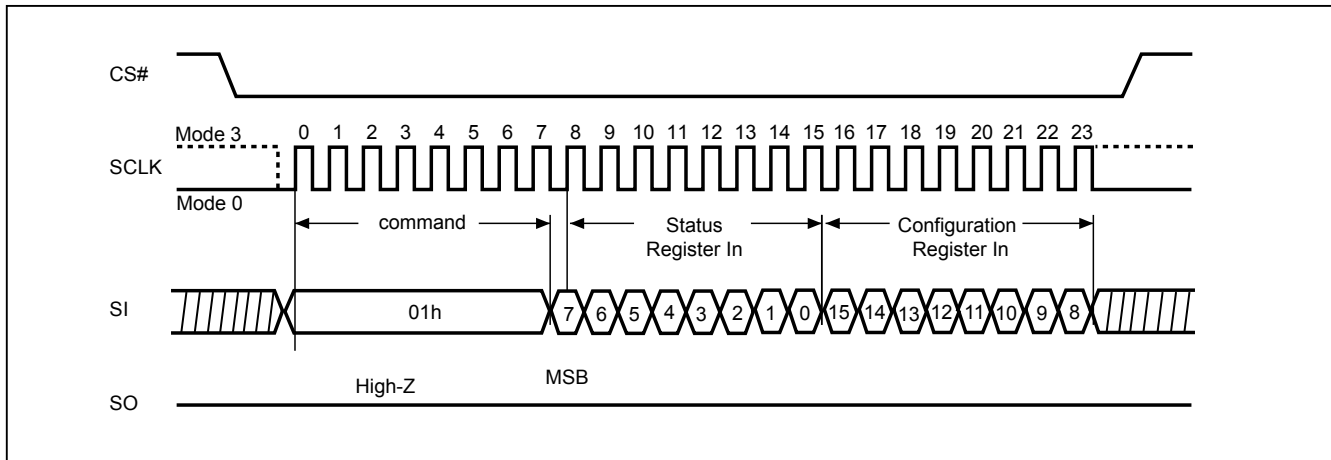 CS#
Mode 3
0 1 2 3 4 5 6 7 8 9 10 11 12 13 14 15 16 17 18 19 20 21 22 23
SCLK
Mode 0
command
Status
Register In
Configuration
Register In
SI
01h
7 6 5 4 3 2 1 0 15 14 13 12 11 10 9 8
High-Z
MSB
SO